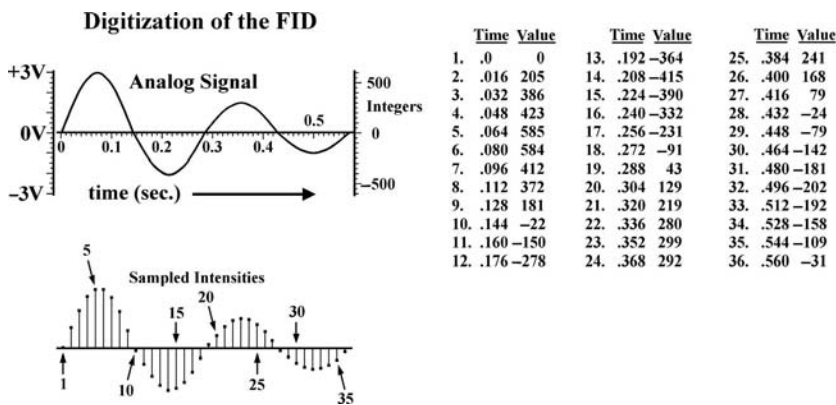 Digitization of the FID
+3V
Analog Signal
500
Integers
0.5
0V
0
0
0.1
0.2
0.3
0.4
−3V
time (sec.)
−500
5
Sampled Intensities
20
15
1
10
25
30
35
Time Value Time Value Time Value
1. .0 0 13. .192 −364 25. .384 241
2. .016 205 14. .208 −415 26. .400 168
3. .032 386 15. .224 −390 27. .416 79
4. .048 423 16. .240 −332 28. .432 −24
5. .064 585 17. .256 −231 29. .448 −79
6. .080 584 18. .272 −91 30. .464 −142
7. .096 412 19. .288 43 31. .480 −181
8. .112 372 20. .304 129 32. .496 −202
9. .128 181 21. .320 219 33. .512 −192
10. .144 −22 22. .336 280 34. .528 −158
11. .160 −150 23. .352 299 35. .544 −109
12. .176 −278 24. .368 292 36. .560 −31